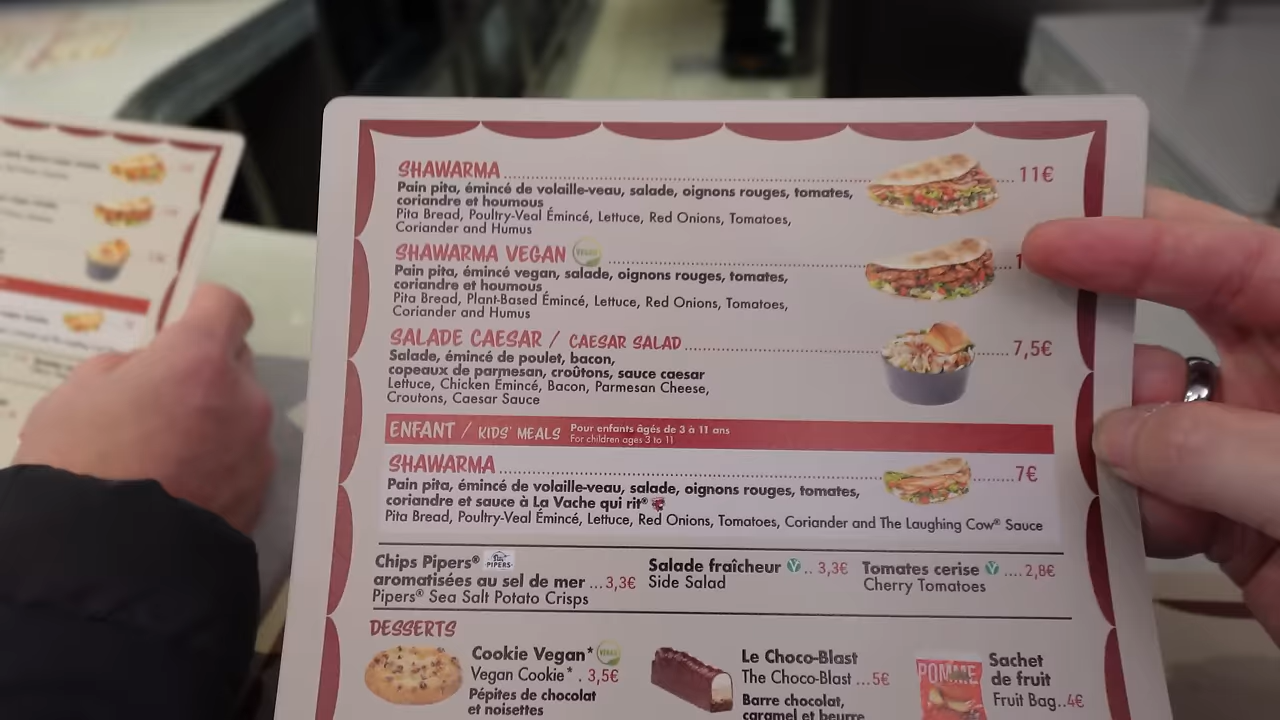 SHAWARMA ... 11€
Pain pita, émincé de volaille-veau, salade, oignons rouges, tomates,
coriandre et houmous
Pita Bread, Poultry-Veal Émincé, Lettuce, Red Onions, Tomatoes,
Coriander and Humus
SHAWARMA VEGAN ... 1
Pain pita, émincé vegan, salade, oignons rouges, tomates,
coriandre et houmous
Pita Bread, Plant-Based Émincé, Lettuce, Red Onions, Tomatoes,
Coriander and Humus
SALADE CAESAR / CAESAR SALAD ... 7,5€
Salade, émincé de poulet, bacon,
copeaux de parmesan, croûtons, sauce caesar
Lettuce, Chicken Émincé, Bacon, Parmesan Cheese,
Croutons, Caesar Sauce
ENFANT / KIDS' MEALS Pour enfants âgés de 3 à 11 ans
For children ages 3 to 11
SHAWARMA ... 7€
Pain pita, émincé de volaille-veau, salade, oignons rouges, tomates,
coriandre et sauce à La Vache qui rit®
Pita Bread, Poultry-Veal Émincé, Lettuce, Red Onions, Tomatoes, Coriander and The Laughing Cow® Sauce
Chips Pipers® PIPERS
aromatisées au sel de mer ... 3,3€
Pipers® Sea Salt Potato Crisps
Salade fraîcheur V .. 3,3€
Side Salad
Tomates cerise V .... 2,8€
Cherry Tomatoes
DESSERTS
Cookie Vegan*
Vegan Cookie* . 3,5€
Pépites de chocolat
et noisettes
Le Choco-Blast
The Choco-Blast ... 5€
Barre chocolat,
caramel et beurre
POMME
Sachet
de fruit
Fruit Bag..4€